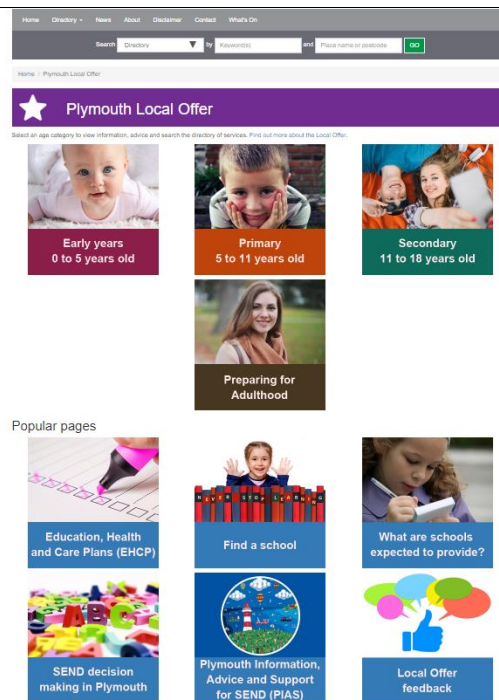 Home Directory News About Disclaimer Contact What's On
Search Directory by Keyword(s) and Place name or postcode GO
Home / Plymouth Local Offer
Plymouth Local Offer
Select an age category to view information, advice and search the directory of services. Find out more about the Local Offer.
Early years
0 to 5 years old
Primary
5 to 11 years old
Secondary
11 to 18 years old
Preparing for
Adulthood
Popular pages
Education, Health
and Care Plans (EHCP)
NEVER STOP LEARNING
Find a school
What are schools
expected to provide?
ABC
SEND decision
making in Plymouth
Plymouth Information,
Advice and Support
for SEND (PIAS)
Local Offer
feedback